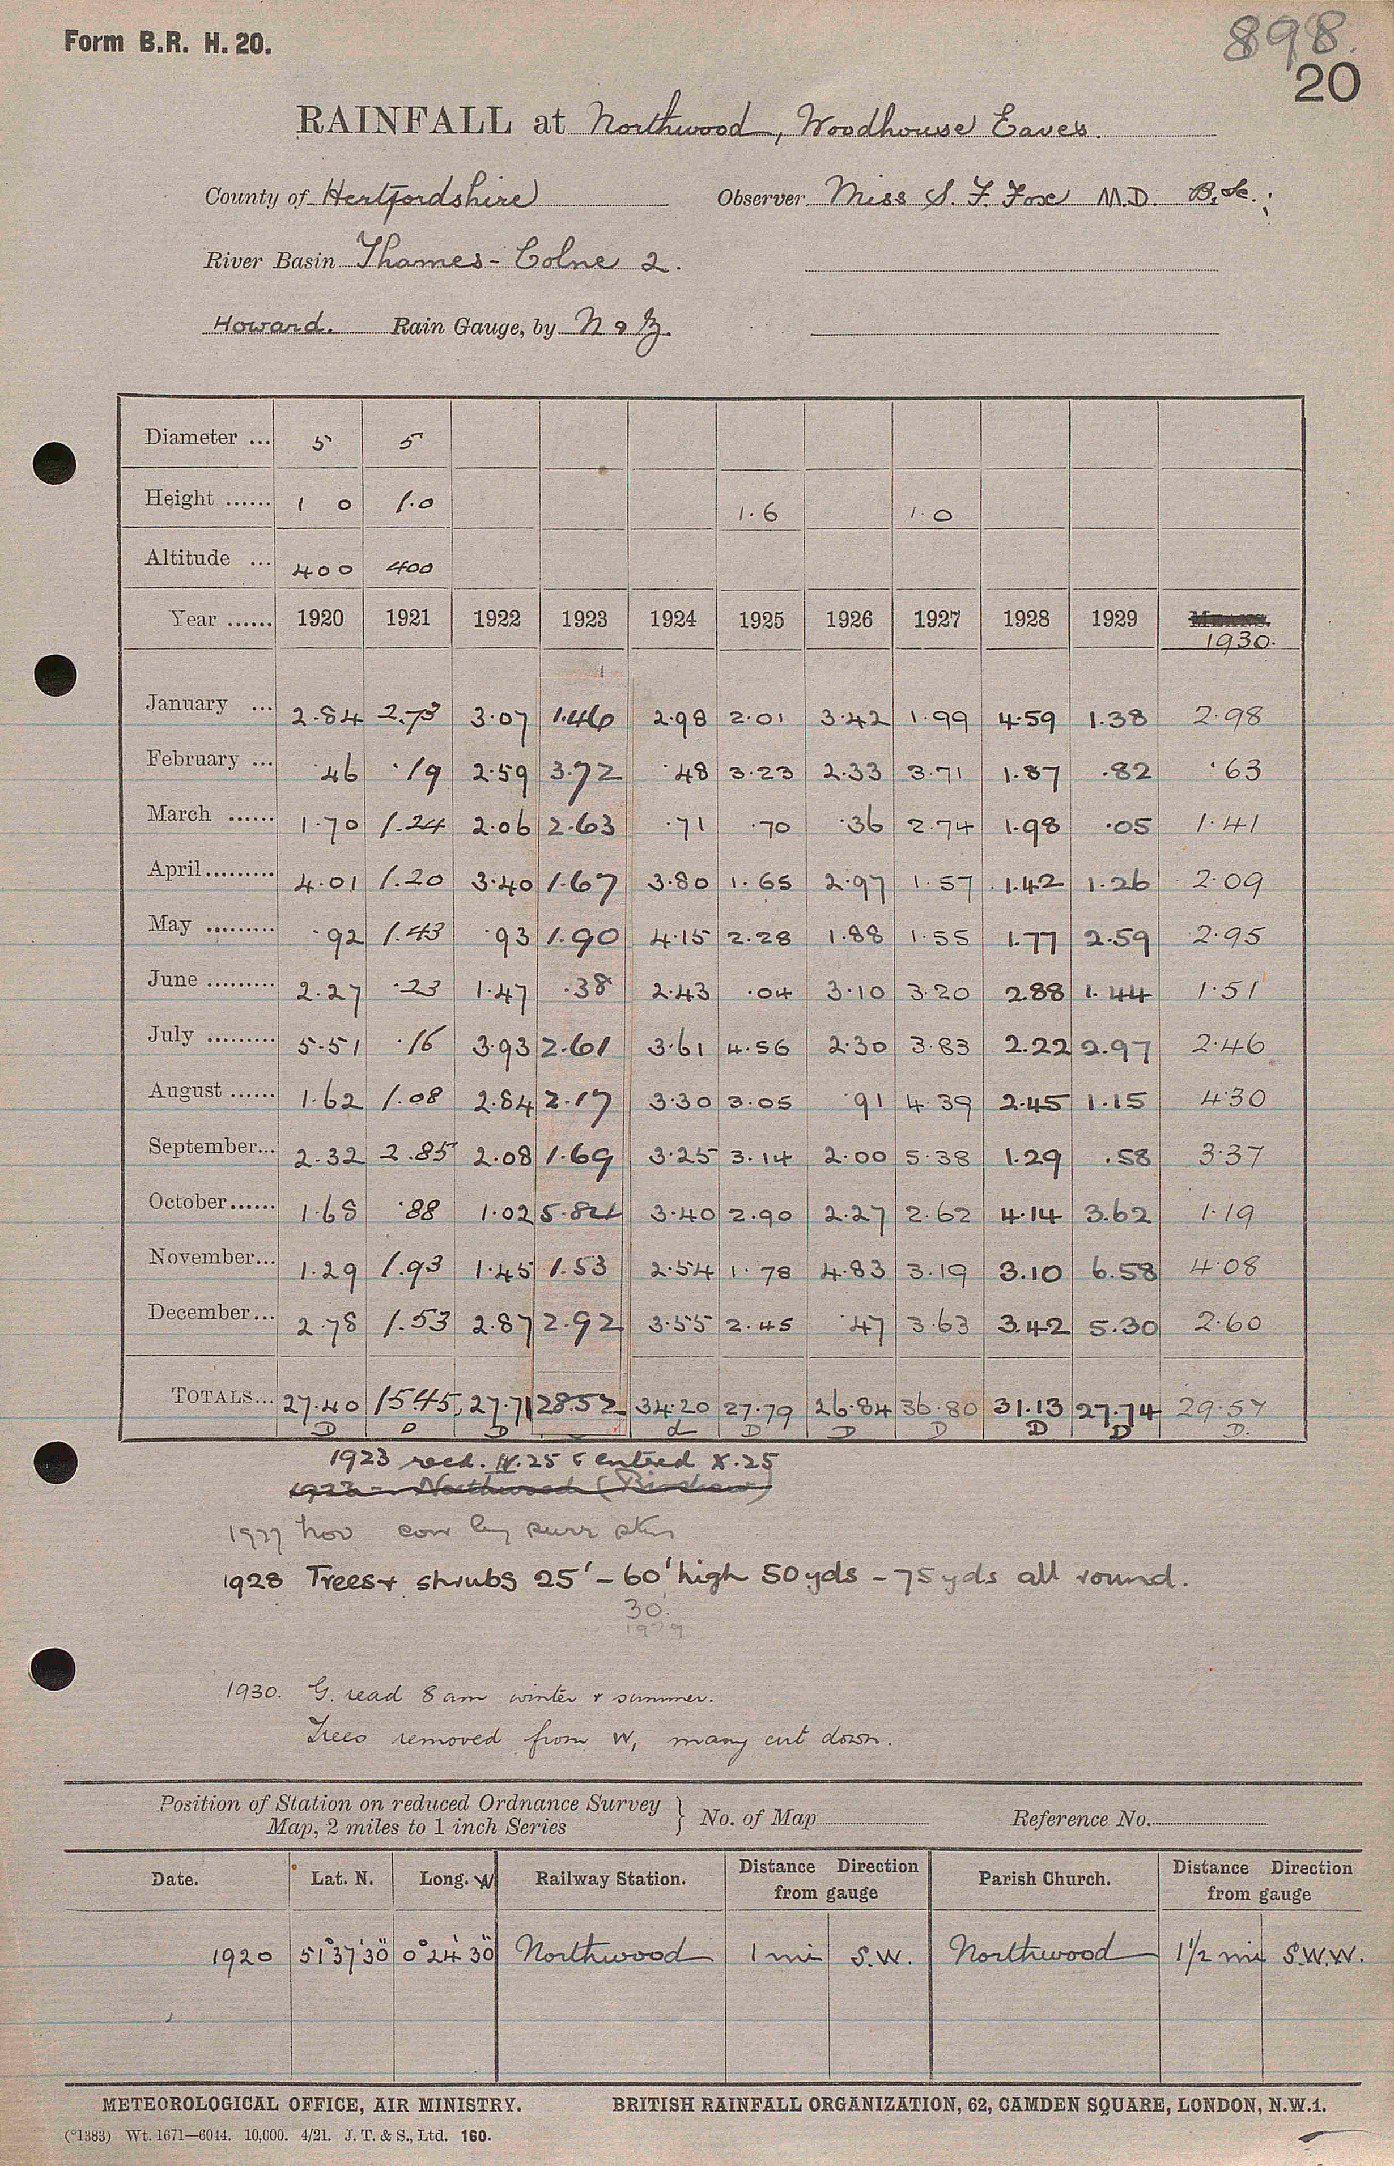 Form B.R. H. 20.
898.
20
RAINFALL at Northwood, Woodhouse Eaves.
County of Hertfordshire Observer Miss S. F. Fox M.D. B.Sc.;
River Basin Thames - Colne 2.
Howard. Rain Gauge, by N & Z.
Diameter ... 5 5
Height ...... 1 0 1.0 1.6 1.0
Altitude ... 400 400
Year ...... 1920 1921 1922 1923 1924 1925 1926 1927 1928 1929 Means.
1930.
January ... 2.84 2.73 3.07 1.46 2.98 2.01 3.42 1.99 4.59 1.38 2.98
February ... .46 .19 2.59 3.72 .48 3.23 2.33 3.71 1.87 .82 .63
March ...... 1.70 1.24 2.06 2.63 .71 .70 .36 2.74 1.98 .05 1.41
April ......... 4.01 1.20 3.40 1.67 3.80 1.65 2.97 1.57 1.42 1.26 2.09
May ......... .92 1.43 .93 1.90 4.15 2.28 1.88 1.55 1.77 2.59 2.95
June ......... 2.27 .23 1.47 .38 2.43 .04 3.10 3.20 2.88 1.44 1.51
July ......... 5.51 .16 3.93 2.61 3.61 4.56 2.30 3.83 2.22 2.97 2.46
August ...... 1.62 1.08 2.84 2.17 3.30 3.05 .91 4.39 2.45 1.15 4.30
September... 2.32 2.85 2.08 1.69 3.25 3.14 2.00 5.38 1.29 .58 3.37
October...... 1.68 .88 1.02 5.84 3.40 2.90 2.27 2.62 4.14 3.62 1.19
November... 1.29 1.93 1.45 1.53 2.54 1.78 4.83 3.19 3.10 6.58 4.08
December... 2.78 1.53 2.87 2.92 3.55 2.45 .47 3.63 3.42 5.30 2.60
TOTALS... 27.40 15.45 27.71 28.52 34.20 27.79 26.84 36.80 31.13 27.74 29.57
D D D d D D D D D D.
1923 recd. IV.25 & entred X.25
1923 - Northwood
1927 Nov
1928 Trees & shrubs 25' - 60' high 50 yds - 75 yds all round.
30.
1929
1930. G. read 8 am winter & summer.
Trees removed from W, many cut down.
Position of Station on reduced Ordnance Survey
Map, 2 miles to 1 inch Series } No. of Map Reference No.
Date. Lat. N. Long. W Railway Station. Distance Direction from gauge Parish Church. Distance Direction from gauge
1920 51°37'30" 0°24'30" Northwood 1 mi S.W. Northwood 1½ mi S.W.W.
METEOROLOGICAL OFFICE, AIR MINISTRY. BRITISH RAINFALL ORGANIZATION, 62, CAMDEN SQUARE, LONDON, N.W.1.
(*1383) Wt. 1671—6044. 10,000. 4/21. J. T. & S., Ltd. 160.